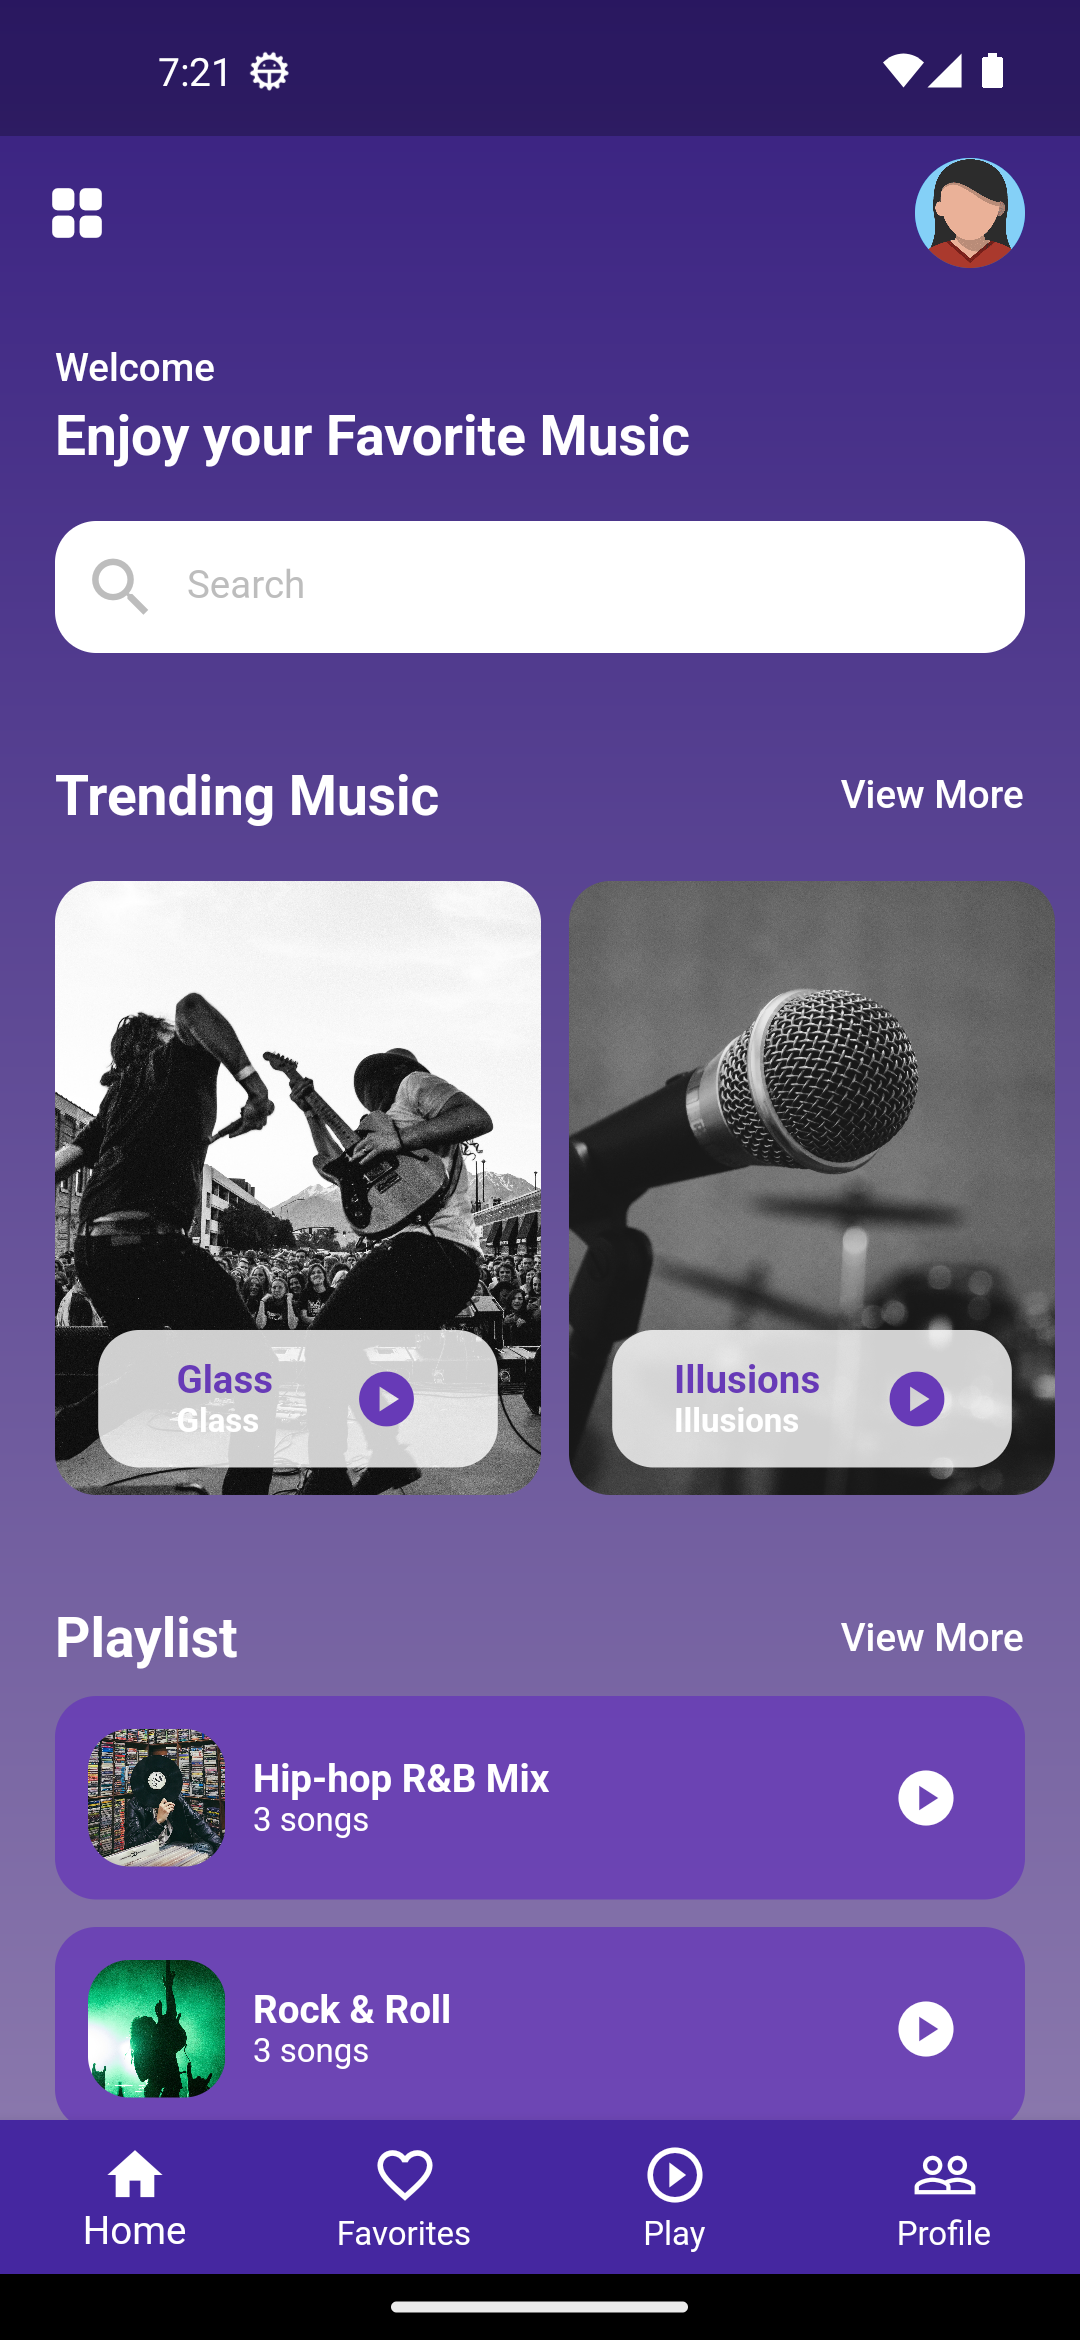 7:21
Welcome
Enjoy your Favorite Music
Search
Trending Music
View More
Glass
Glass
Illusions
Illusions
Playlist
View More
Hip-hop R&B Mix
3 songs
Rock & Roll
3 songs
Home
Favorites
Play
Profile